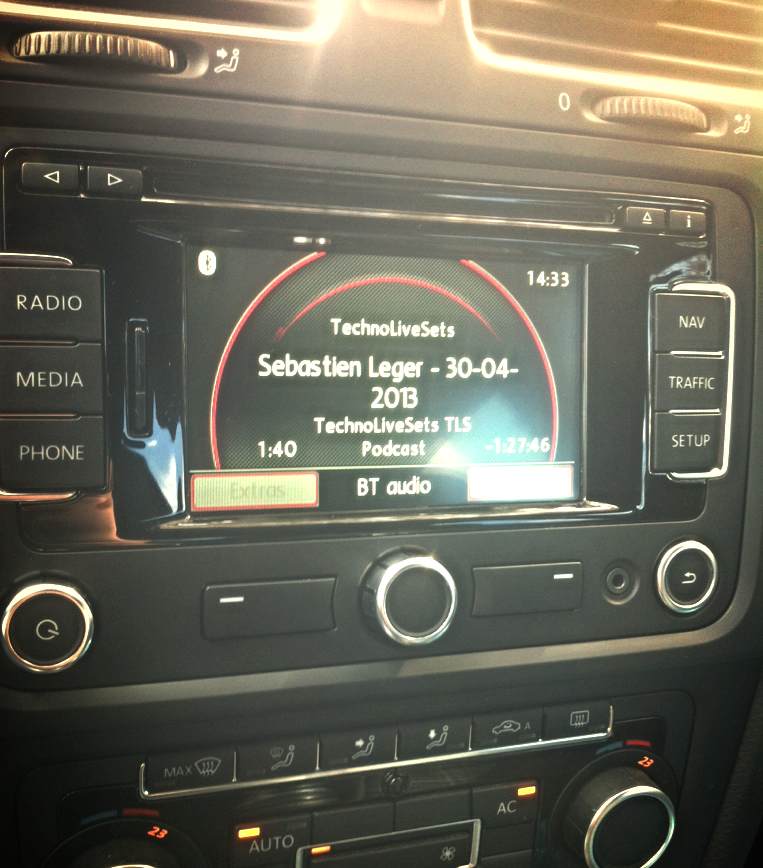 0
i
RADIO
MEDIA
PHONE
14:33
TechnoLiveSets
Sebastien Leger - 30-04-
2013
TechnoLiveSets TLS
1:40 Podcast -1:27:46
Extras BT audio
NAV
TRAFFIC
SETUP
MAX
A
23
23
AUTO
AC